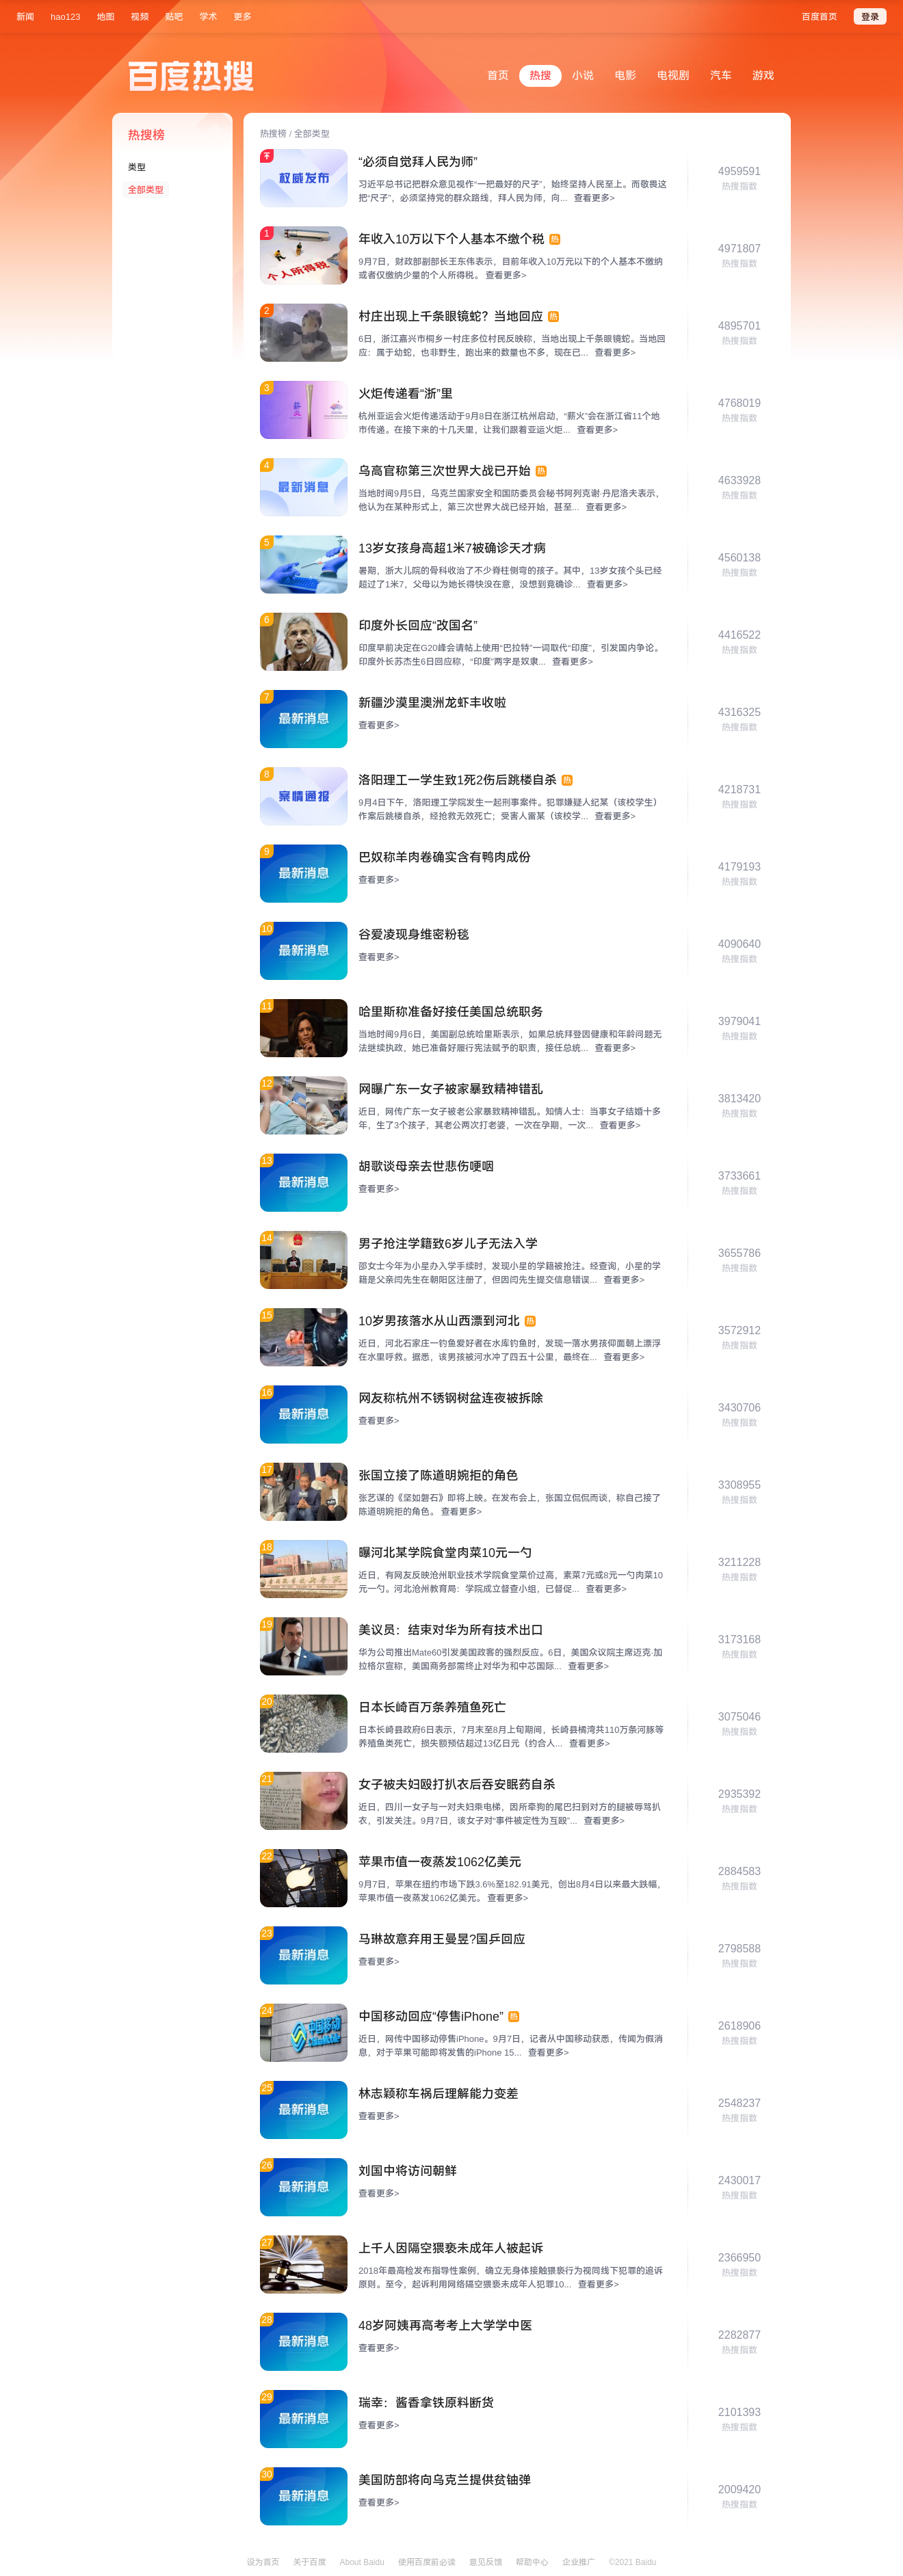 新闻 hao123 地图 视频 贴吧 学术 更多 百度首页 登录
百度热搜
首页 热搜 小说 电影 电视剧 汽车 游戏
热搜榜
类型
全部类型
热搜榜 / 全部类型
权威发布
“必须自觉拜人民为师”
习近平总书记把群众意见视作“一把最好的尺子”，始终坚持人民至上。而敬畏这
把“尺子”，必须坚持党的群众路线，拜人民为师，向... 查看更多>
4959591
热搜指数
1
个人所得税
年收入10万以下个人基本不缴个税 热
9月7日，财政部副部长王东伟表示，目前年收入10万元以下的个人基本不缴纳
或者仅缴纳少量的个人所得税。 查看更多>
4971807
热搜指数
2
村庄出现上千条眼镜蛇？当地回应 热
6日，浙江嘉兴市桐乡一村庄多位村民反映称，当地出现上千条眼镜蛇。当地回
应：属于幼蛇，也非野生，跑出来的数量也不多，现在已... 查看更多>
4895701
热搜指数
3
薪火
火炬传递看“浙”里
杭州亚运会火炬传递活动于9月8日在浙江杭州启动，“薪火”会在浙江省11个地
市传递。在接下来的十几天里，让我们跟着亚运火炬... 查看更多>
4768019
热搜指数
4
最新消息
乌高官称第三次世界大战已开始 热
当地时间9月5日，乌克兰国家安全和国防委员会秘书阿列克谢·丹尼洛夫表示，
他认为在某种形式上，第三次世界大战已经开始，甚至... 查看更多>
4633928
热搜指数
5
13岁女孩身高超1米7被确诊天才病
暑期，浙大儿院的骨科收治了不少脊柱侧弯的孩子。其中，13岁女孩个头已经
超过了1米7，父母以为她长得快没在意，没想到竟确诊... 查看更多>
4560138
热搜指数
6
印度外长回应“改国名”
印度早前决定在G20峰会请帖上使用“巴拉特”一词取代“印度”，引发国内争论。
印度外长苏杰生6日回应称，“印度”两字是奴隶... 查看更多>
4416522
热搜指数
7
最新消息
新疆沙漠里澳洲龙虾丰收啦
查看更多>
4316325
热搜指数
8
案情通报
洛阳理工一学生致1死2伤后跳楼自杀 热
9月4日下午，洛阳理工学院发生一起刑事案件。犯罪嫌疑人纪某（该校学生）
作案后跳楼自杀，经抢救无效死亡；受害人雷某（该校学... 查看更多>
4218731
热搜指数
9
最新消息
巴奴称羊肉卷确实含有鸭肉成份
查看更多>
4179193
热搜指数
10
最新消息
谷爱凌现身维密粉毯
查看更多>
4090640
热搜指数
11
哈里斯称准备好接任美国总统职务
当地时间9月6日，美国副总统哈里斯表示，如果总统拜登因健康和年龄问题无
法继续执政，她已准备好履行宪法赋予的职责，接任总统... 查看更多>
3979041
热搜指数
12
网曝广东一女子被家暴致精神错乱
近日，网传广东一女子被老公家暴致精神错乱。知情人士：当事女子结婚十多
年，生了3个孩子，其老公两次打老婆，一次在孕期，一次... 查看更多>
3813420
热搜指数
13
最新消息
胡歌谈母亲去世悲伤哽咽
查看更多>
3733661
热搜指数
14
男子抢注学籍致6岁儿子无法入学
邵女士今年为小星办入学手续时，发现小星的学籍被抢注。经查询，小星的学
籍是父亲闫先生在朝阳区注册了，但因闫先生提交信息错误... 查看更多>
3655786
热搜指数
15
10岁男孩落水从山西漂到河北 热
近日，河北石家庄一钓鱼爱好者在水库钓鱼时，发现一落水男孩仰面朝上漂浮
在水里呼救。据悉，该男孩被河水冲了四五十公里，最终在... 查看更多>
3572912
热搜指数
16
最新消息
网友称杭州不锈钢树盆连夜被拆除
查看更多>
3430706
热搜指数
17
张国立接了陈道明婉拒的角色
张艺谋的《坚如磐石》即将上映。在发布会上，张国立侃侃而谈，称自己接了
陈道明婉拒的角色。 查看更多>
3308955
热搜指数
18
曝河北某学院食堂肉菜10元一勺
近日，有网友反映沧州职业技术学院食堂菜价过高，素菜7元或8元一勺肉菜10
元一勺。河北沧州教育局：学院成立督查小组，已督促... 查看更多>
3211228
热搜指数
19
美议员：结束对华为所有技术出口
华为公司推出Mate60引发美国政客的强烈反应。6日，美国众议院主席迈克·加
拉格尔宣称，美国商务部需终止对华为和中芯国际... 查看更多>
3173168
热搜指数
20
日本长崎百万条养殖鱼死亡
日本长崎县政府6日表示，7月末至8月上旬期间，长崎县橘湾共110万条河豚等
养殖鱼类死亡，损失额预估超过13亿日元（约合人... 查看更多>
3075046
热搜指数
21
女子被夫妇殴打扒衣后吞安眠药自杀
近日，四川一女子与一对夫妇乘电梯，因所牵狗的尾巴扫到对方的腿被辱骂扒
衣，引发关注。9月7日，该女子对“事件被定性为互殴”... 查看更多>
2935392
热搜指数
22
苹果市值一夜蒸发1062亿美元
9月7日，苹果在纽约市场下跌3.6%至182.91美元，创出8月4日以来最大跌幅，
苹果市值一夜蒸发1062亿美元。 查看更多>
2884583
热搜指数
23
最新消息
马琳故意弃用王曼昱?国乒回应
查看更多>
2798588
热搜指数
24
中国移动
中国移动回应“停售iPhone” 热
近日，网传中国移动停售iPhone。9月7日，记者从中国移动获悉，传闻为假消
息，对于苹果可能即将发售的iPhone 15... 查看更多>
2618906
热搜指数
25
最新消息
林志颖称车祸后理解能力变差
查看更多>
2548237
热搜指数
26
最新消息
刘国中将访问朝鲜
查看更多>
2430017
热搜指数
27
上千人因隔空猥亵未成年人被起诉
2018年最高检发布指导性案例，确立无身体接触猥亵行为视同线下犯罪的追诉
原则。至今，起诉利用网络隔空猥亵未成年人犯罪10... 查看更多>
2366950
热搜指数
28
最新消息
48岁阿姨再高考考上大学学中医
查看更多>
2282877
热搜指数
29
最新消息
瑞幸：酱香拿铁原料断货
查看更多>
2101393
热搜指数
30
最新消息
美国防部将向乌克兰提供贫铀弹
查看更多>
2009420
热搜指数
设为首页 关于百度 About Baidu 使用百度前必读 意见反馈 帮助中心 企业推广 ©2021 Baidu